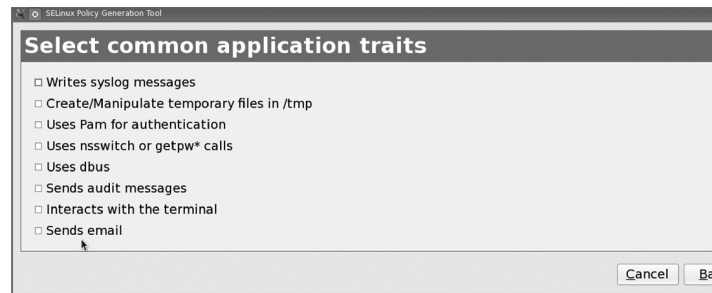 SELinux Policy Generation Tool
Select common application traits
Writes syslog messages
Create/Manipulate temporary files in /tmp
Uses Pam for authentication
Uses nsswitch or getpw* calls
Uses dbus
Sends audit messages
Interacts with the terminal
Sends email
Cancel